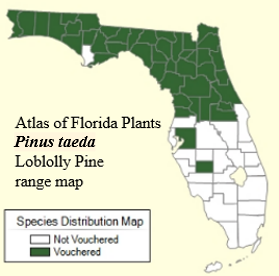 Atlas of Florida Plants
Pinus taeda
Loblolly Pine
range map
Species Distribution Map
Not Vouchered
Vouchered